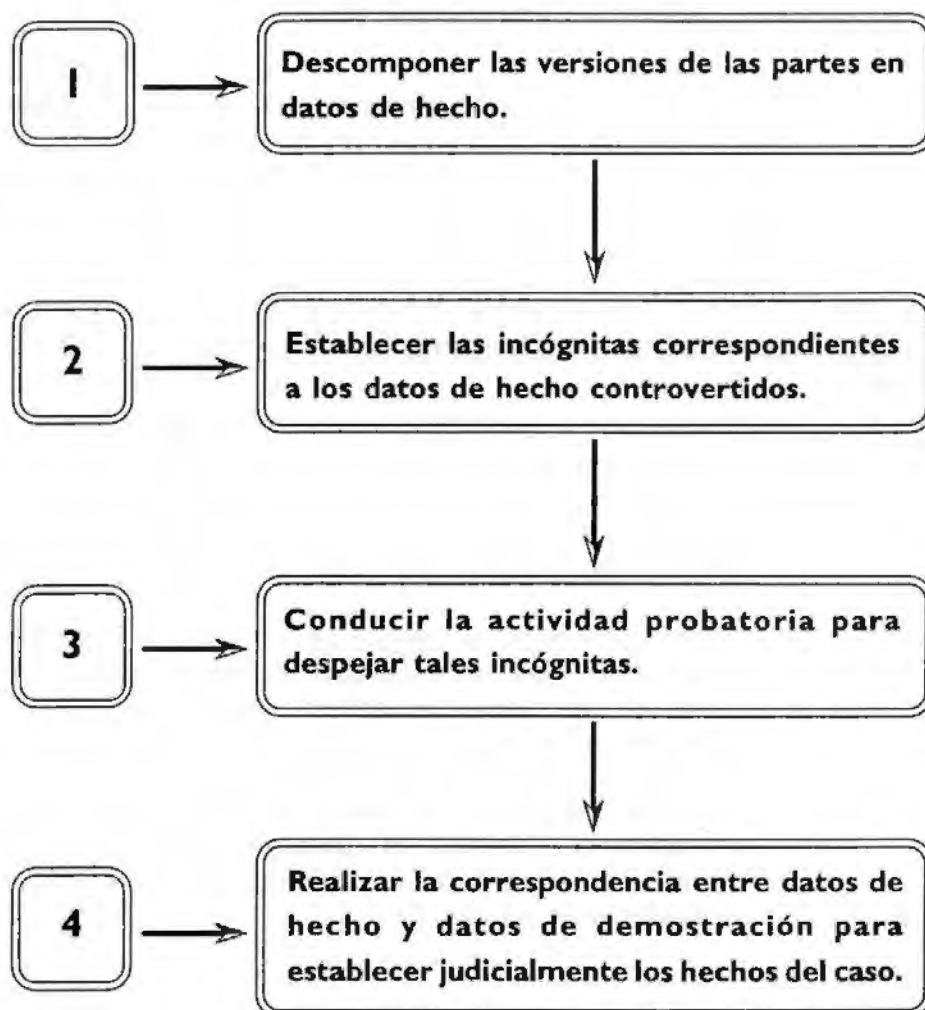 1
Descomponer las versiones de las partes en
datos de hecho.
2
Establecer las incógnitas correspondientes
a los datos de hecho controvertidos.
3
Conducir la actividad probatoria para
despejar tales incógnitas.
4
Realizar la correspondencia entre datos de
hecho y datos de demostración para
establecer judicialmente los hechos del caso.